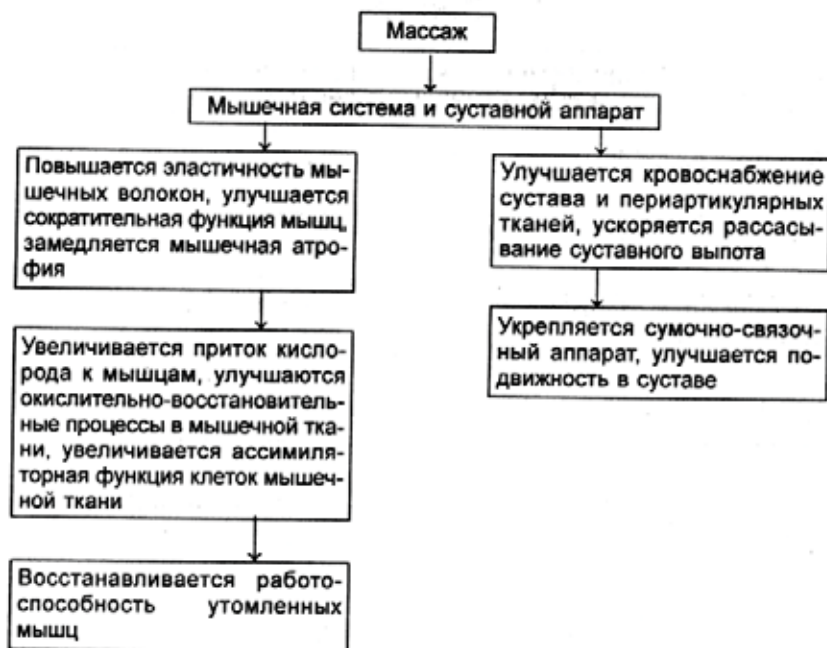 Массаж
Мышечная система и суставной аппарат
Повышается эластичность мы-
шечных волокон, улучшается
сократительная функция мышц,
замедляется мышечная атро-
фия
Увеличивается приток кисло-
рода к мышцам, улучшаются
окислительно-восстановитель-
ные процессы в мышечной тка-
ни, увеличивается ассимиля-
торная функция клеток мышеч-
ной ткани
Восстанавливается работо-
способность утомленных
мышц
Улучшается кровоснабжение
сустава и периартикулярных
тканей, ускоряется рассасы-
вание суставного выпота
Укрепляется сумочно-связоч-
ный аппарат, улучшается по-
движность в суставе